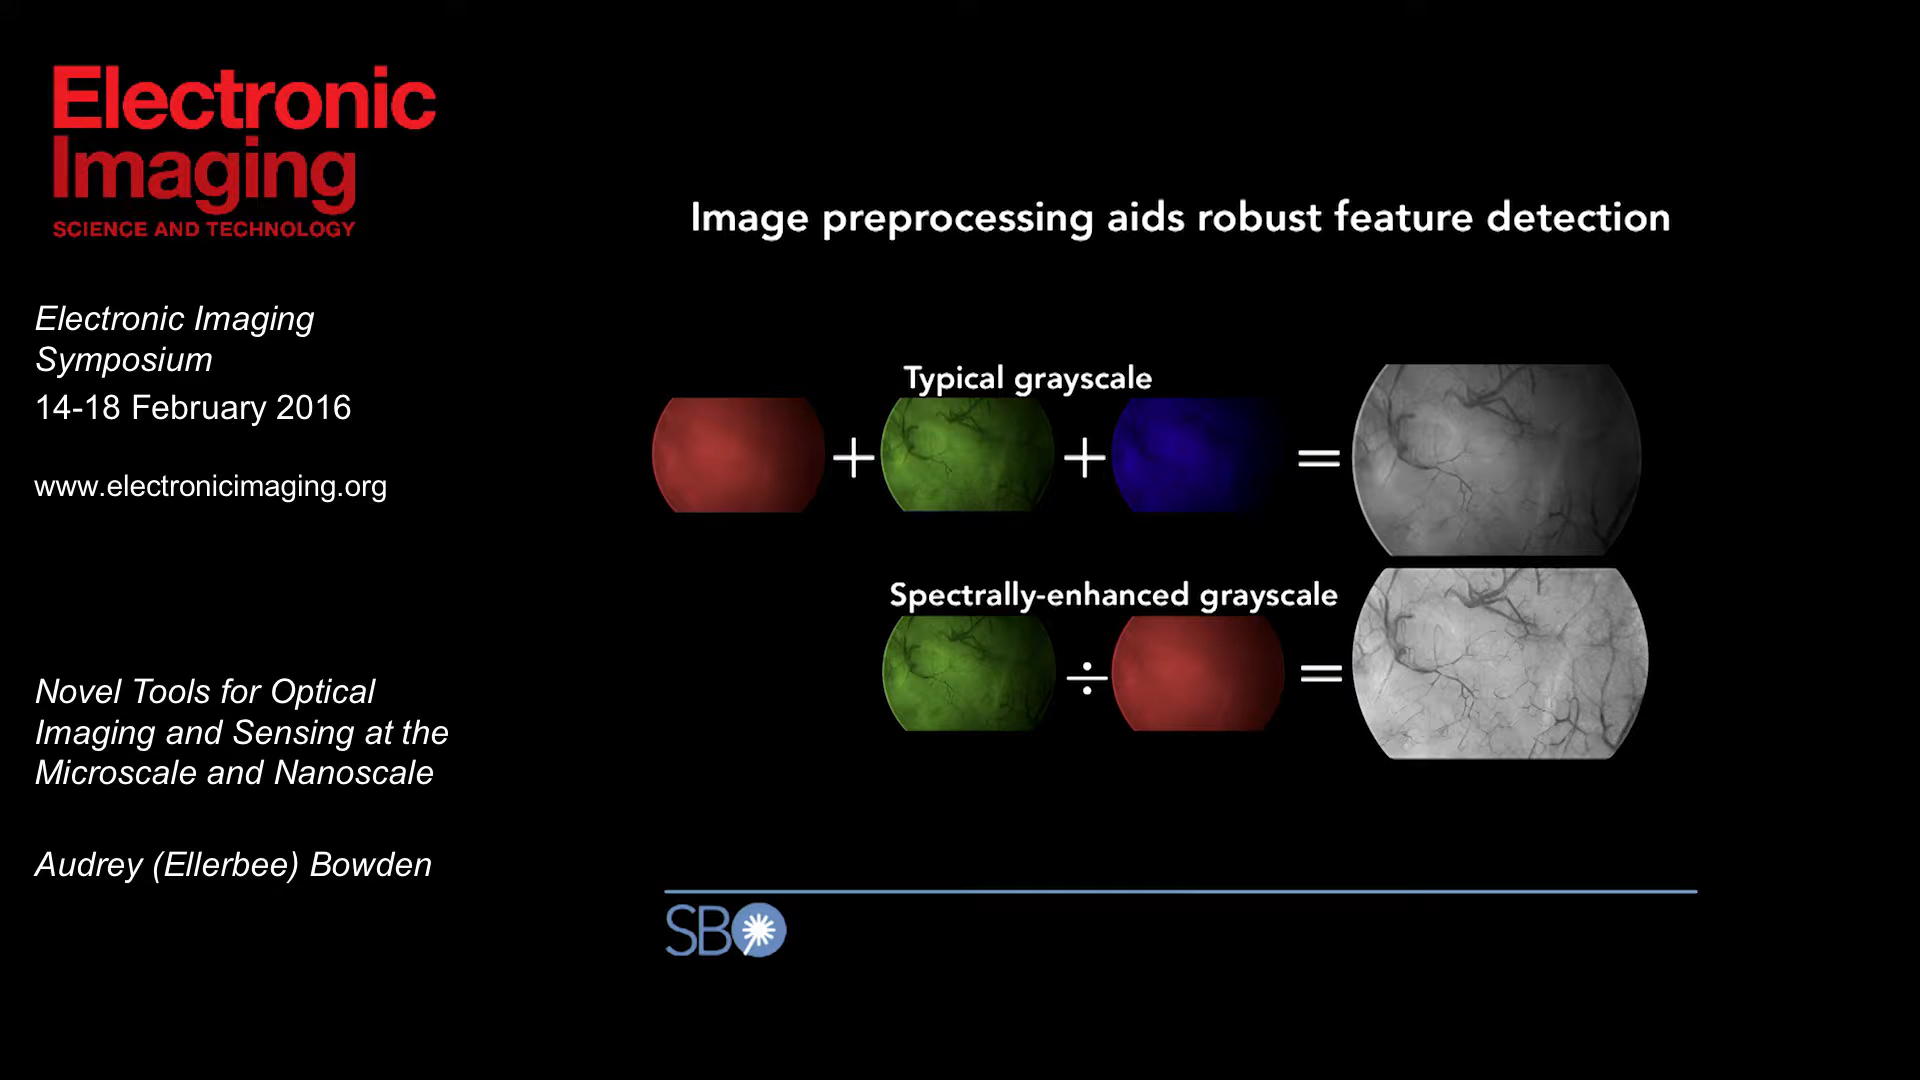 Electronic
Imaging
SCIENCE AND TECHNOLOGY
Electronic Imaging
Symposium
14-18 February 2016
www.electronicimaging.org
Novel Tools for Optical
Imaging and Sensing at the
Microscale and Nanoscale
Audrey (Ellerbee) Bowden
Image preprocessing aids robust feature detection
Typical grayscale
+ + =
Spectrally-enhanced grayscale
÷ =
SBO